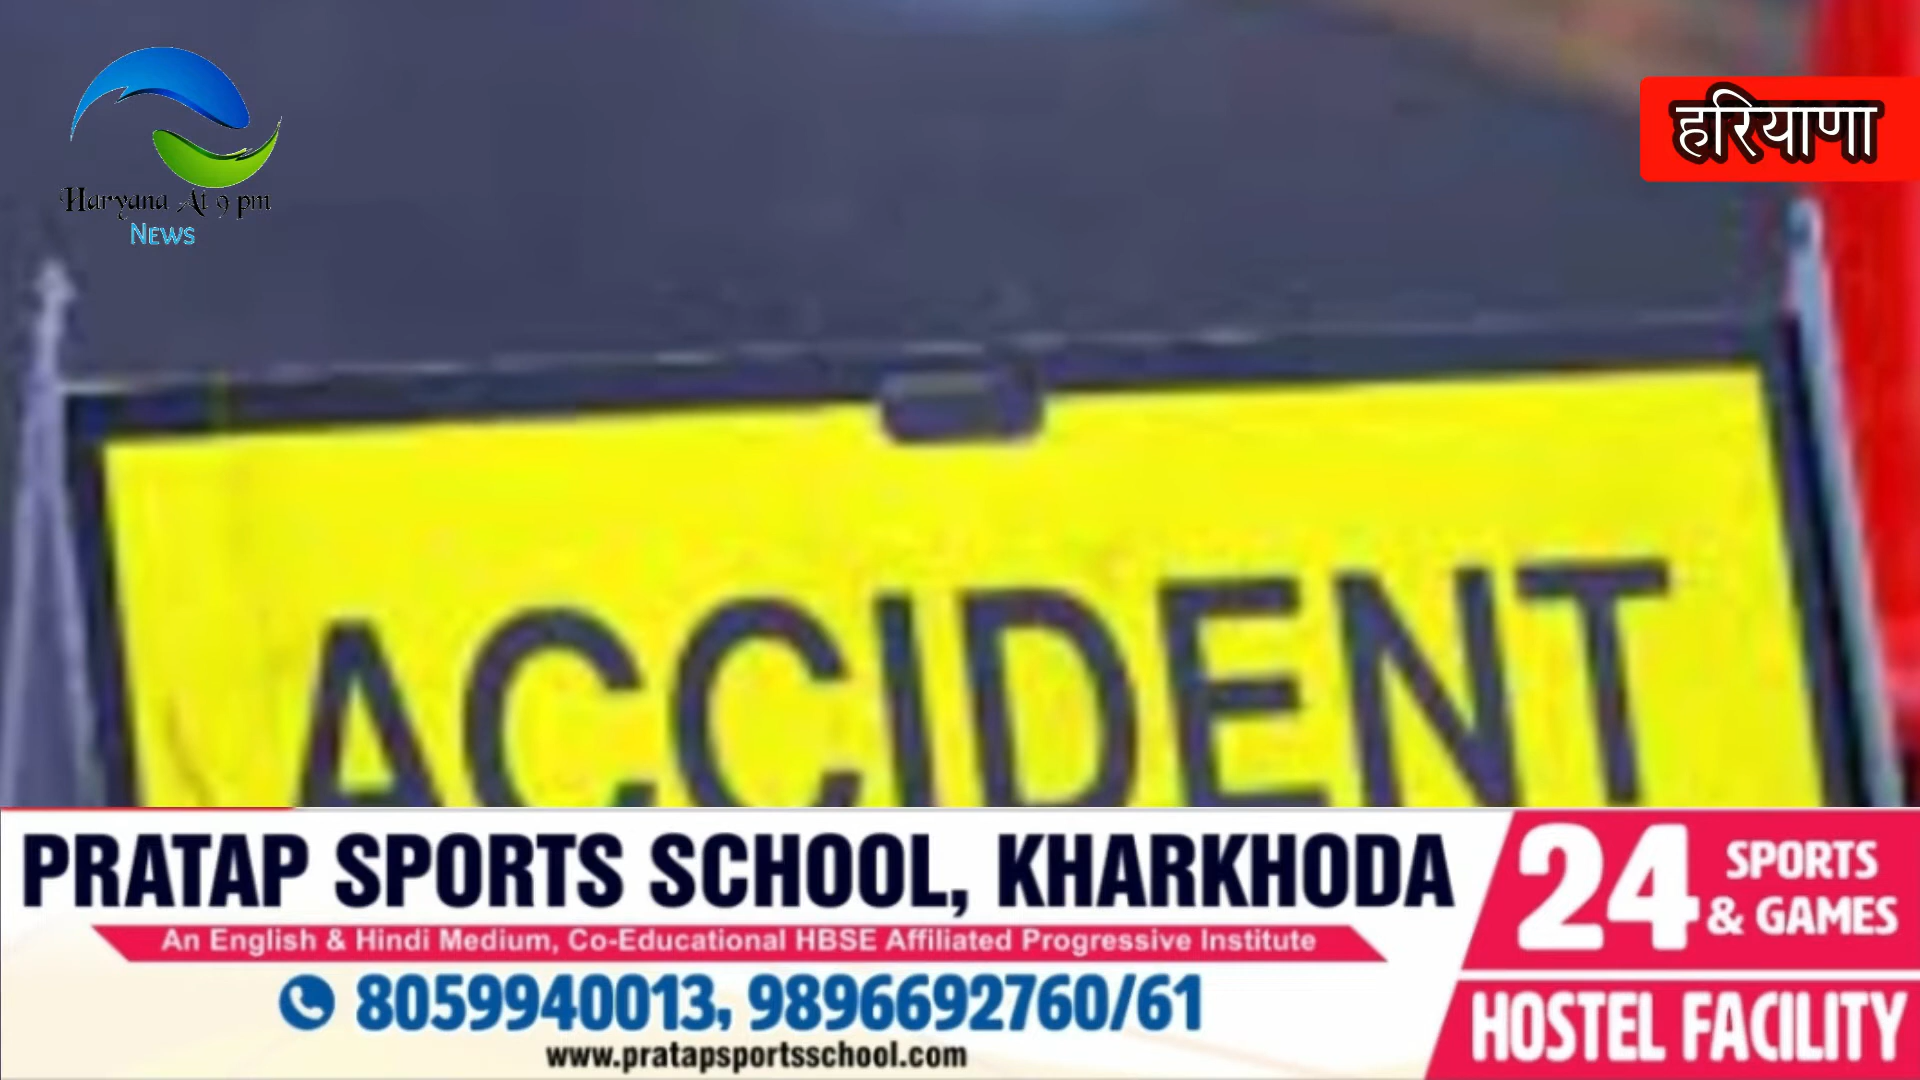 Haryana At 9 pm
News
हरियाणा
ACCIDENT
PRATAP SPORTS SCHOOL, KHARKHODA
An English & Hindi Medium, Co-Educational HBSE Affiliated Progressive Institute
8059940013, 9896692760/61
www.pratapsportsschool.com
24 SPORTS
& GAMES
HOSTEL FACILITY